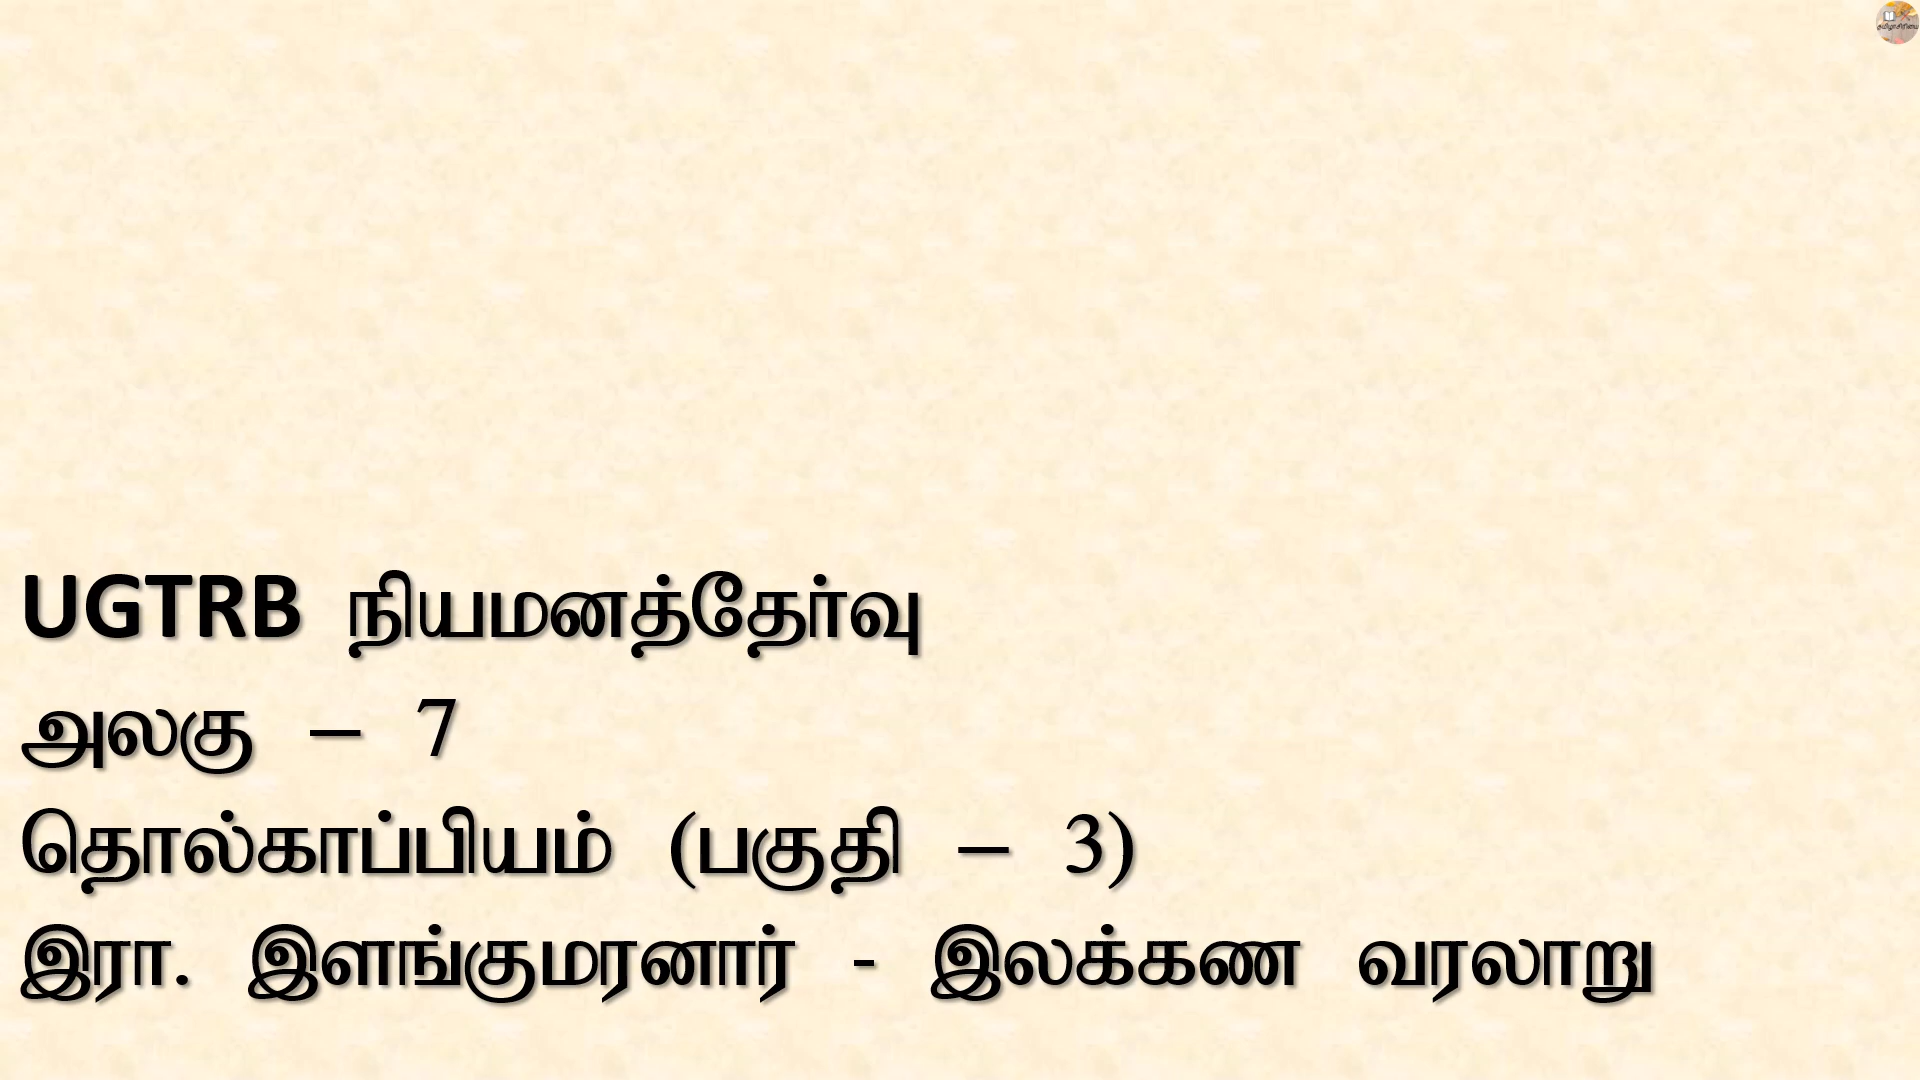 UGTRB நியமனத்தேர்வு
அலகு – 7
தொல்காப்பியம் (பகுதி – 3)
இரா. இளங்குமரனார் - இலக்கண வரலாறு